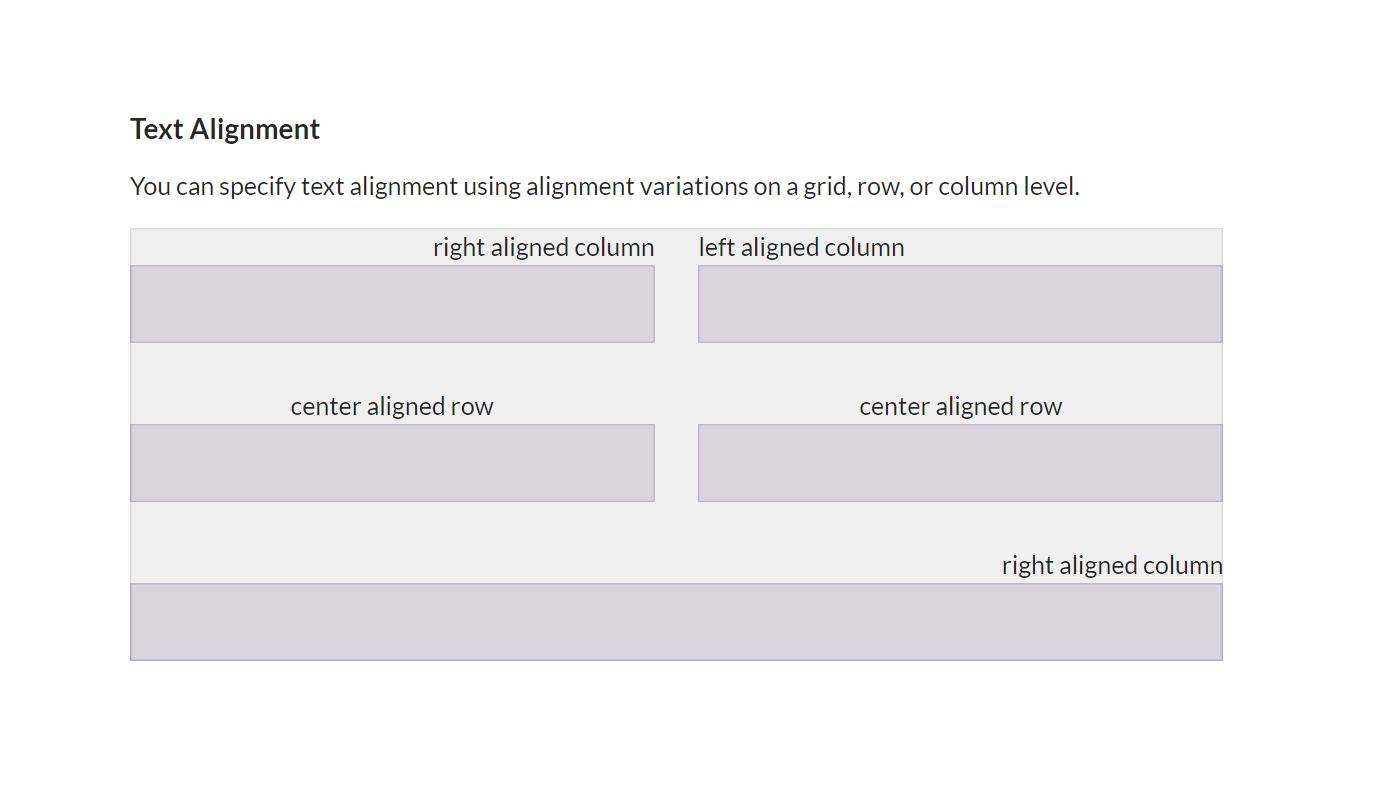 Text Alignment
You can specify text alignment using alignment variations on a grid, row, or column level.
right aligned column
left aligned column
center aligned row
center aligned row
right aligned column